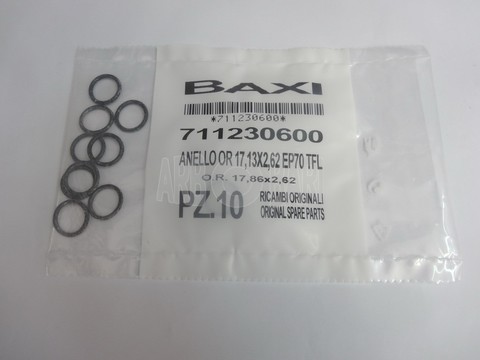 BAXI
*711230600*
711230600
ANELLO OR 17,13X2,62 EP70 TFL
O.R. 17,86x2,62
PZ.10
RICAMBI ORIGINALI
ORIGINAL SPARE PARTS